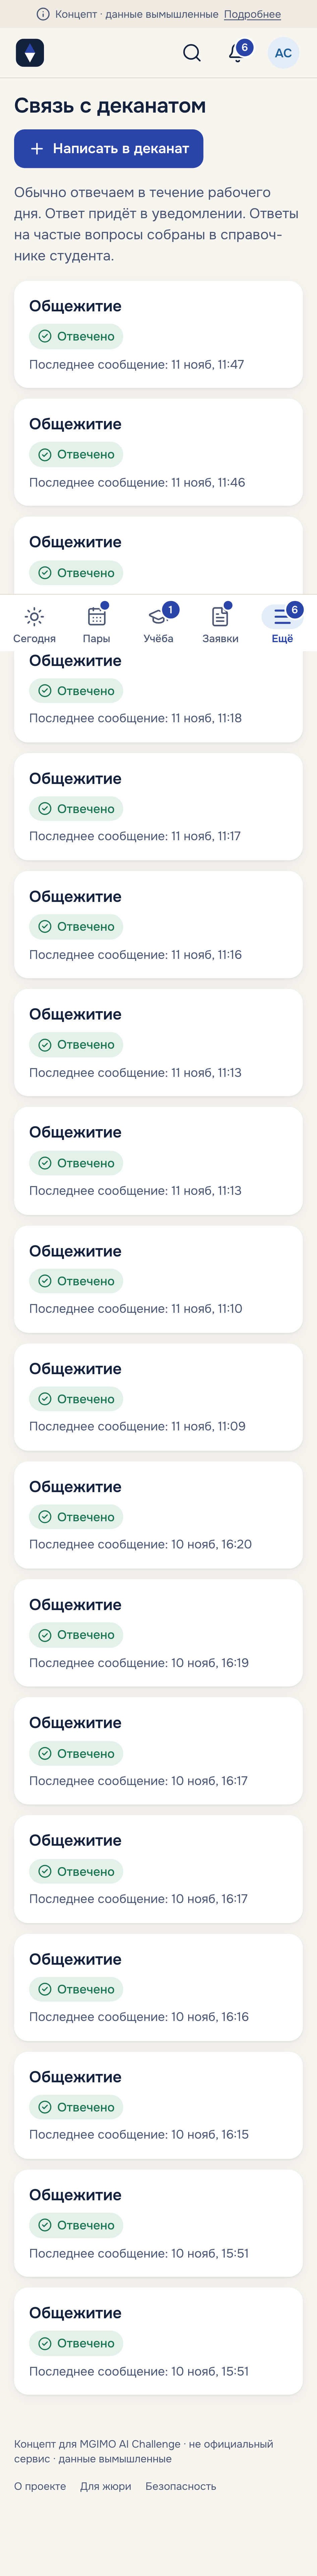 Концепт · данные вымышленные Подробнее
6
АС
Связь с деканатом
Написать в деканат
Обычно отвечаем в течение рабочего
дня. Ответ придёт в уведомлении. Ответы
на частые вопросы собраны в справоч-
нике студента.
Общежитие
Отвечено
Последнее сообщение: 11 нояб, 11:47
Общежитие
Отвечено
Последнее сообщение: 11 нояб, 11:46
Общежитие
Отвечено
1
6
Сегодня Пары Учёба Заявки Ещё
Общежитие
Отвечено
Последнее сообщение: 11 нояб, 11:18
Общежитие
Отвечено
Последнее сообщение: 11 нояб, 11:17
Общежитие
Отвечено
Последнее сообщение: 11 нояб, 11:16
Общежитие
Отвечено
Последнее сообщение: 11 нояб, 11:13
Общежитие
Отвечено
Последнее сообщение: 11 нояб, 11:13
Общежитие
Отвечено
Последнее сообщение: 11 нояб, 11:10
Общежитие
Отвечено
Последнее сообщение: 11 нояб, 11:09
Общежитие
Отвечено
Последнее сообщение: 10 нояб, 16:20
Общежитие
Отвечено
Последнее сообщение: 10 нояб, 16:19
Общежитие
Отвечено
Последнее сообщение: 10 нояб, 16:17
Общежитие
Отвечено
Последнее сообщение: 10 нояб, 16:17
Общежитие
Отвечено
Последнее сообщение: 10 нояб, 16:16
Общежитие
Отвечено
Последнее сообщение: 10 нояб, 16:15
Общежитие
Отвечено
Последнее сообщение: 10 нояб, 15:51
Общежитие
Отвечено
Последнее сообщение: 10 нояб, 15:51
Концепт для MGIMO AI Challenge · не официальный
сервис · данные вымышленные
О проекте Для жюри Безопасность